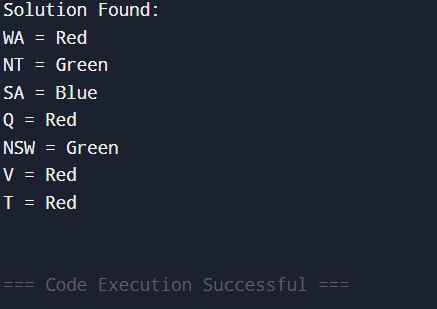 Solution Found:
WA = Red
NT = Green
SA = Blue
Q = Red
NSW = Green
V = Red
T = Red
=== Code Execution Successful ===